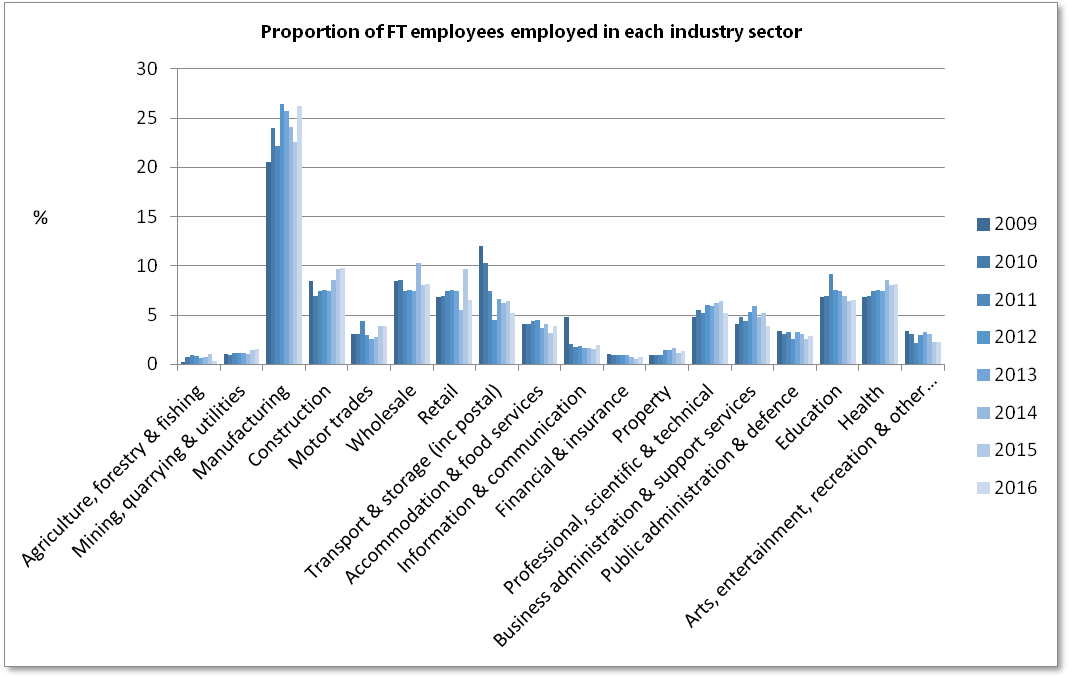 Proportion of FT employees employed in each industry sector
30
25
20
15
10
5
0
%
Agriculture, forestry & fishing
Mining, quarrying & utilities
Manufacturing
Construction
Motor trades
Wholesale
Retail
Transport & storage (inc postal)
Accommodation & food services
Information & communication
Financial & insurance
Property
Professional, scientific & technical
Business administration & support services
Public administration & defence
Education
Health
Arts, entertainment, recreation & other...
2009
2010
2011
2012
2013
2014
2015
2016